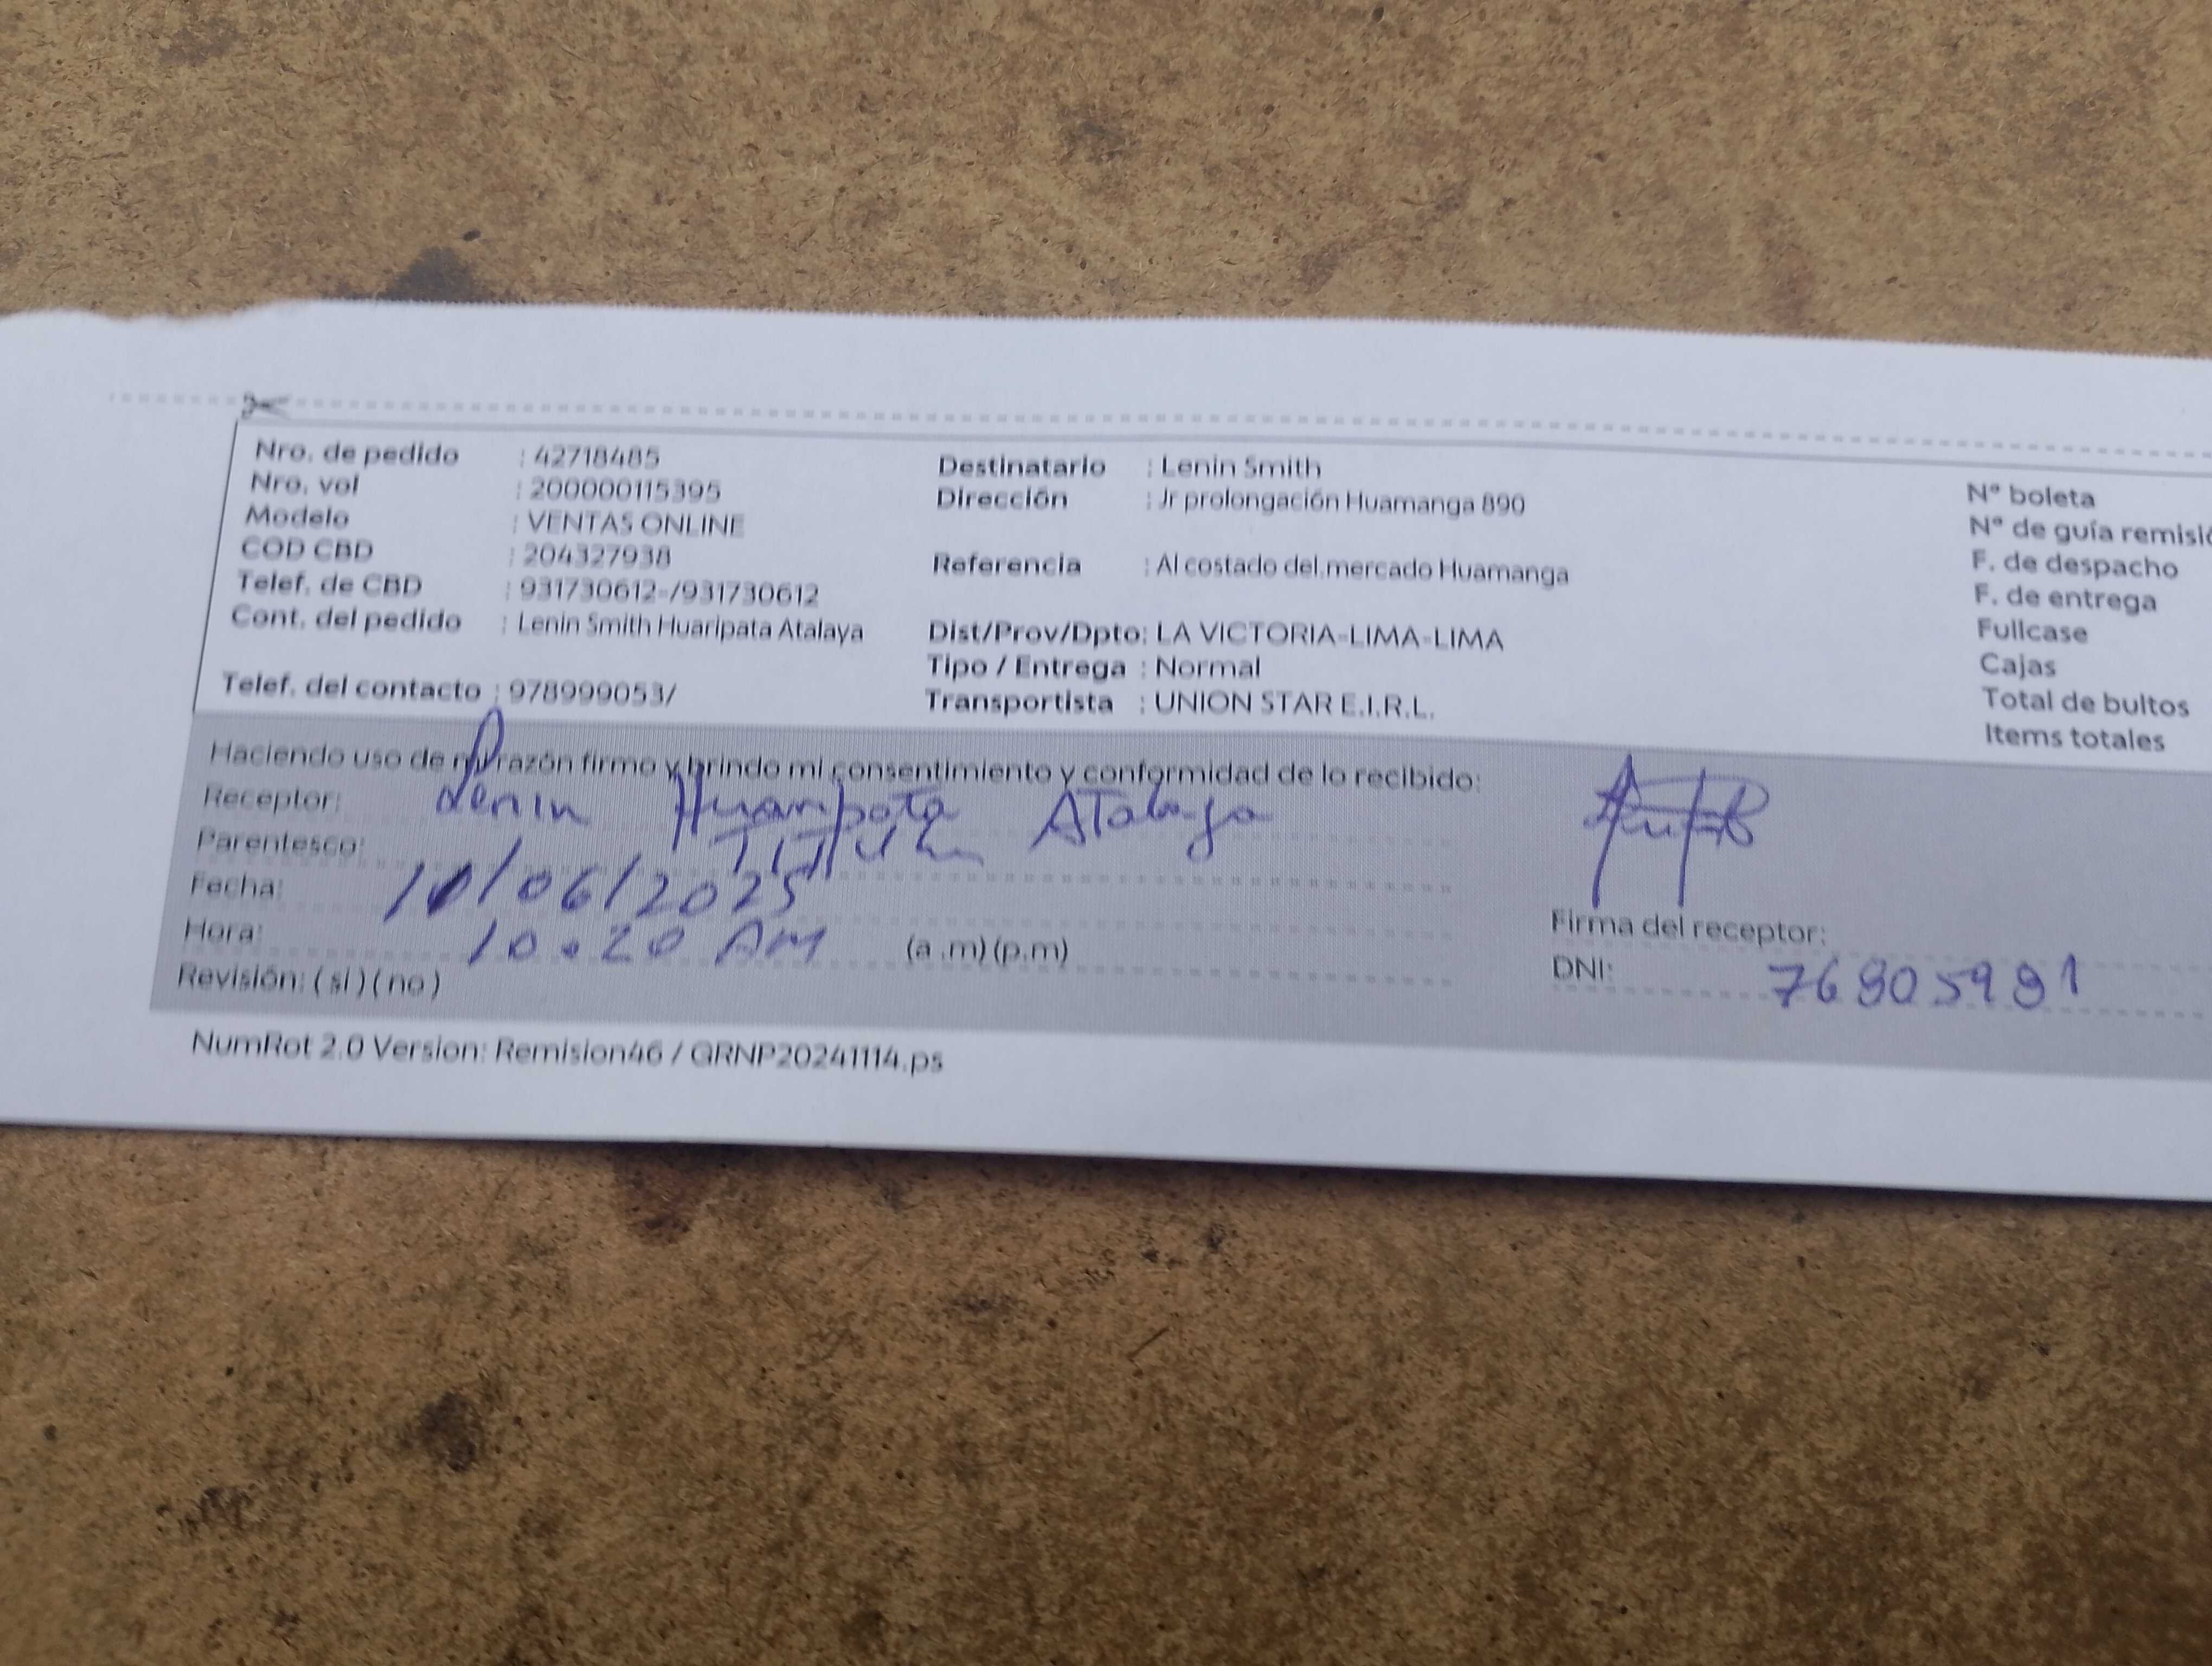 Nro. de pedido : 42718485
Nro. vol : 200000115395
Modelo : VENTAS ONLINE
COD CBD : 204327938
Telef. de CBD : 931730612-/931730612
Cont. del pedido : Lenin Smith Huaripata Atalaya
Telef. del contacto : 978999053/
Destinatario : Lenin Smith
Dirección : Jr prolongación Huamanga 890
Referencia : Al costado del mercado Huamanga
Dist/Prov/Dpto: LA VICTORIA-LIMA-LIMA
Tipo / Entrega : Normal
Transportista : UNION STAR E.I.R.L.
N° boleta
N° de guía remisió
F. de despacho
F. de entrega
Fullcase
Cajas
Total de bultos
Items totales
Haciendo uso de mi razón firmo y brindo mi consentimiento y conformidad de lo recibido:
Receptor: Lenin Huaripata Atalaya
Parentesco: Titular
Fecha: 11/06/2025
Hora: 10:20 AM (a .m) (p.m)
Revisión: ( si ) ( no )
Firma del receptor:
DNI: 76805981
NumRot 2.0 Version: Remision46 / GRNP20241114.ps